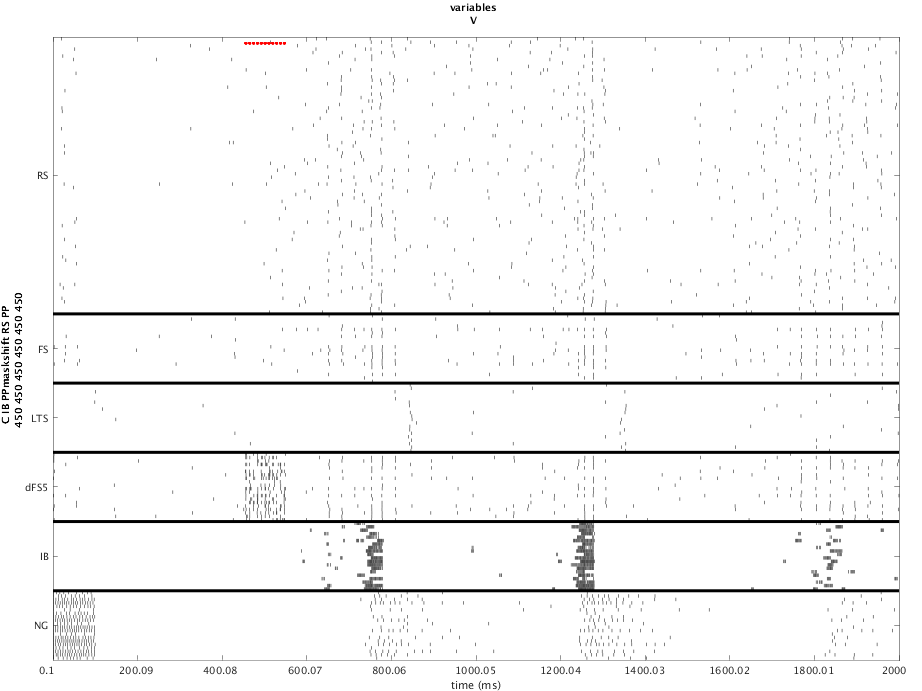 variables
V
C IB PPmaskshift RS PP
450 450 450 450 450 450
RS
FS
LTS
dFS5
IB
NG
0.1 200.09 400.08 600.07 800.06 1000.05 1200.04 1400.03 1600.02 1800.01 2000
time (ms)